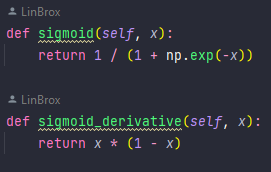 LinBrox
def sigmoid(self, x):
    return 1 / (1 + np.exp(-x))
LinBrox
def sigmoid_derivative(self, x):
    return x * (1 - x)